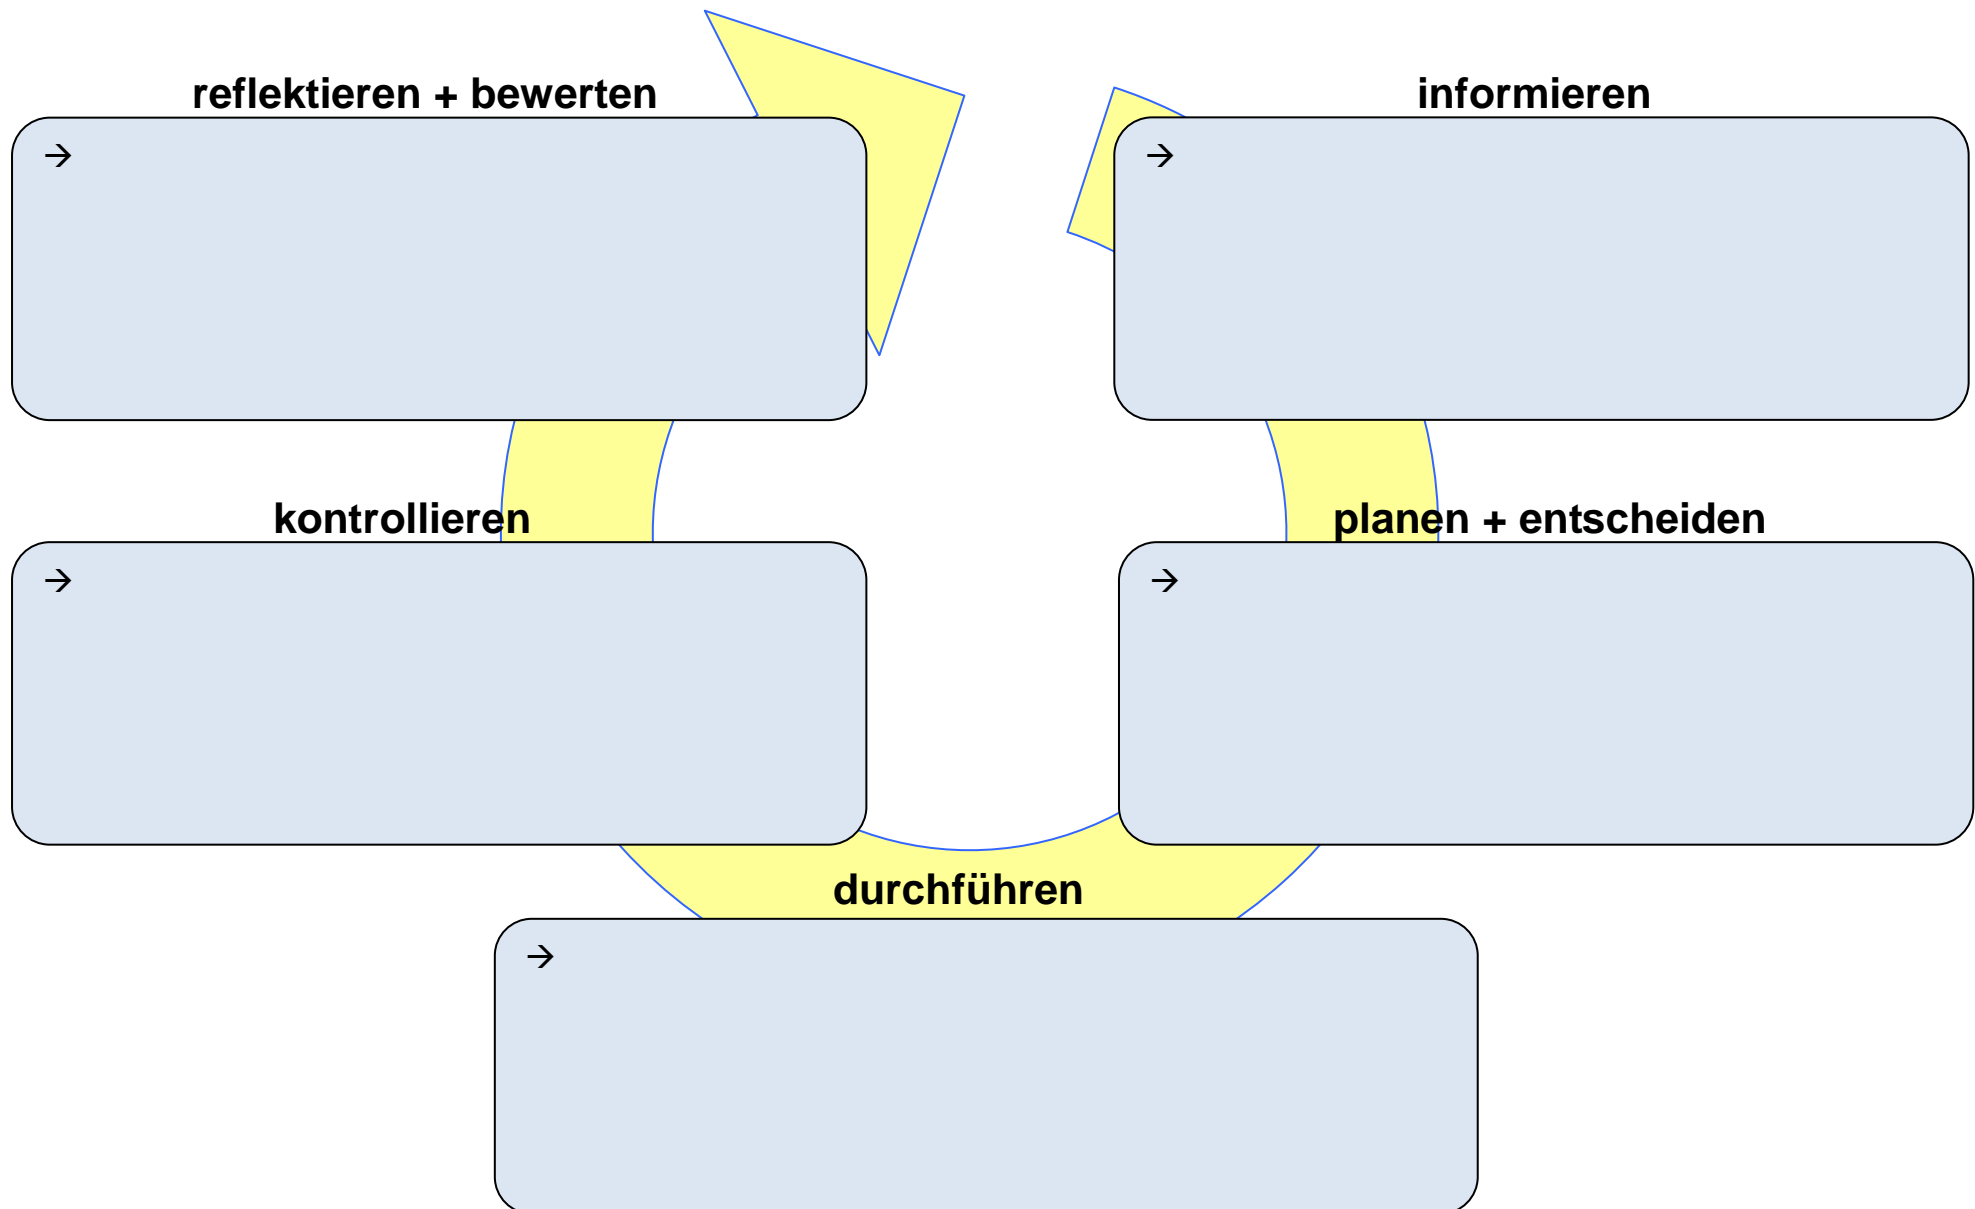 reflektieren + bewerten
→
informieren
→
kontrollieren
→
planen + entscheiden
→
durchführen
→